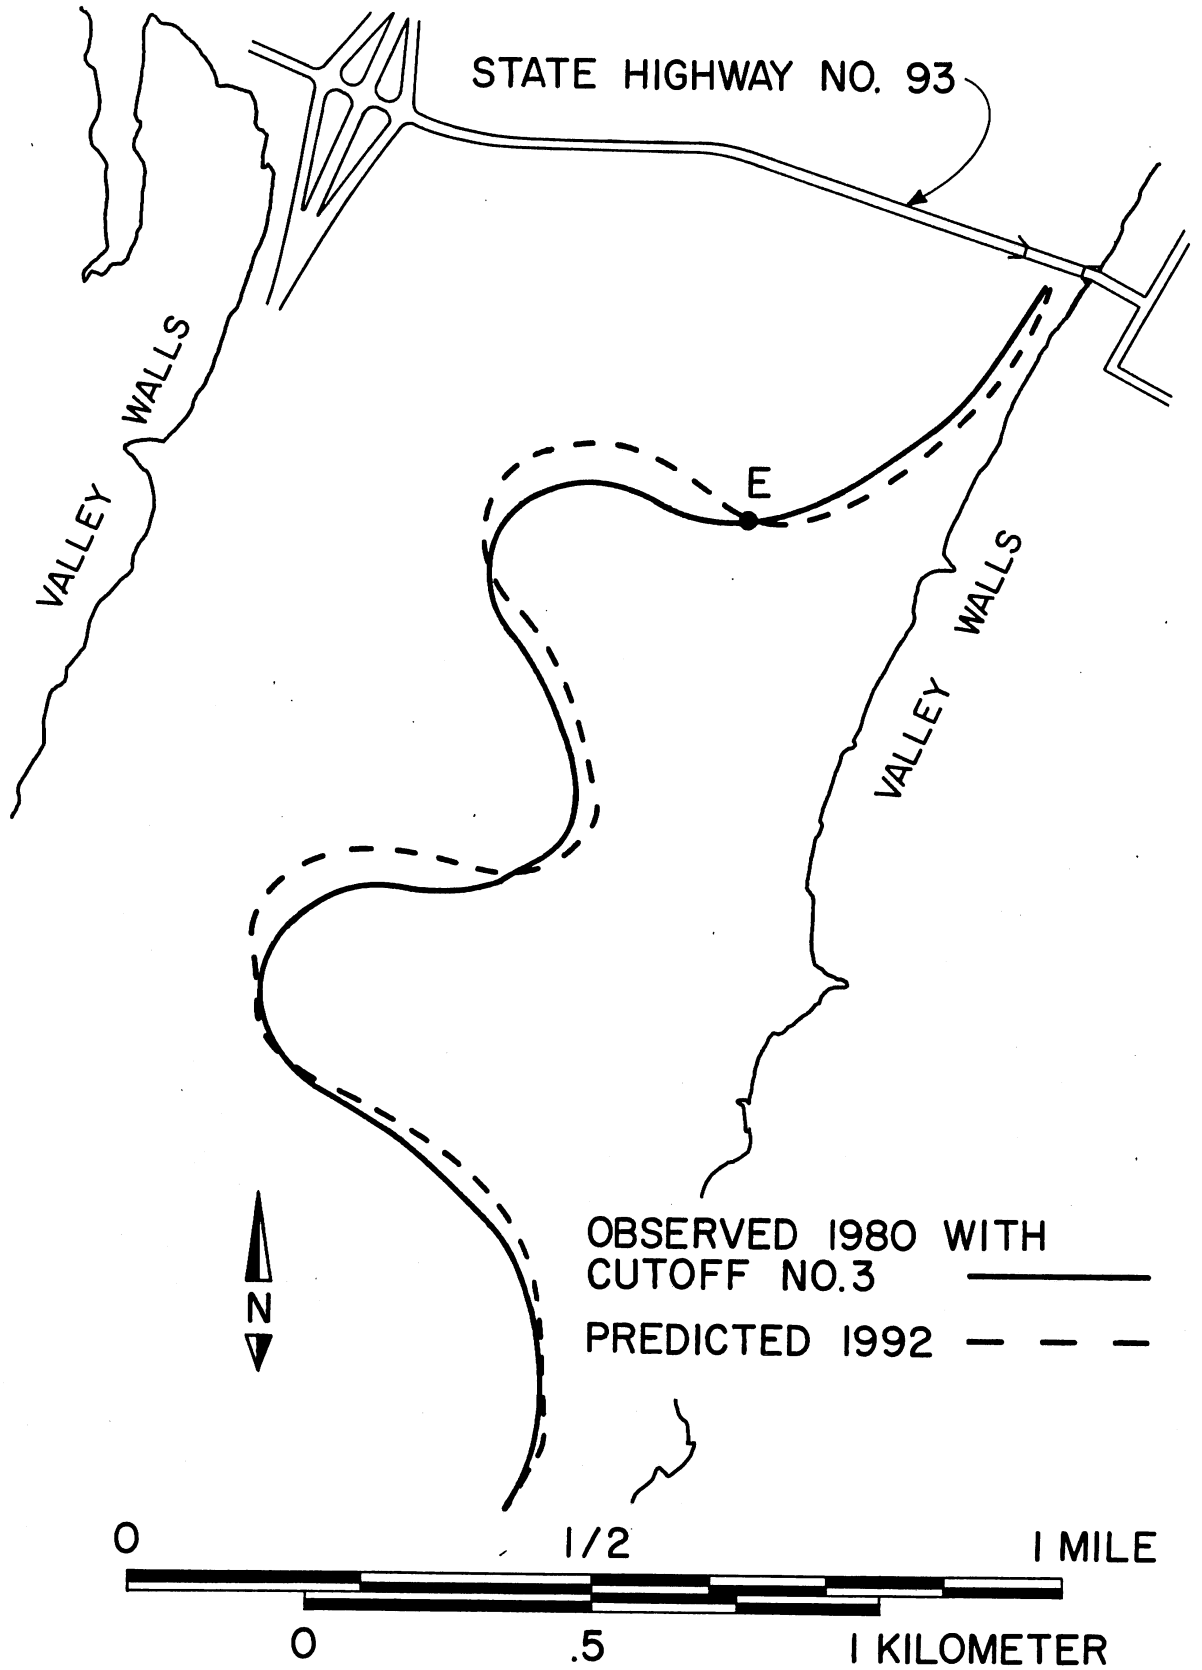 STATE HIGHWAY NO. 93
VALLEY WALLS
E
VALLEY WALLS
OBSERVED 1980 WITH
CUTOFF NO.3
PREDICTED 1992
N
0 1/2 1 MILE
0 .5 1 KILOMETER